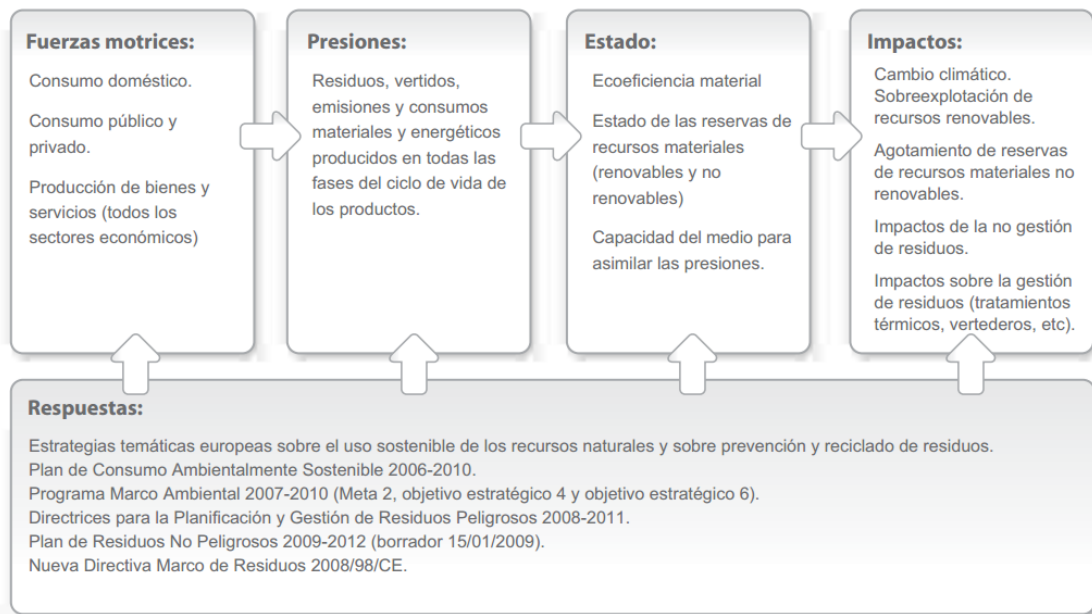 Fuerzas motrices:
Consumo doméstico.
Consumo público y
privado.
Producción de bienes y
servicios (todos los
sectores económicos)
Presiones:
Residuos, vertidos,
emisiones y consumos
materiales y energéticos
producidos en todas las
fases del ciclo de vida de
los productos.
Estado:
Ecoeficiencia material
Estado de las reservas de
recursos materiales
(renovables y no
renovables)
Capacidad del medio para
asimilar las presiones.
Impactos:
Cambio climático.
Sobreexplotación de
recursos renovables.
Agotamiento de reservas
de recursos materiales no
renovables.
Impactos de la no gestión
de residuos.
Impactos sobre la gestión
de residuos (tratamientos
térmicos, vertederos, etc).
Respuestas:
Estrategias temáticas europeas sobre el uso sostenible de los recursos naturales y sobre prevención y reciclado de residuos.
Plan de Consumo Ambientalmente Sostenible 2006-2010.
Programa Marco Ambiental 2007-2010 (Meta 2, objetivo estratégico 4 y objetivo estratégico 6).
Directrices para la Planificación y Gestión de Residuos Peligrosos 2008-2011.
Plan de Residuos No Peligrosos 2009-2012 (borrador 15/01/2009).
Nueva Directiva Marco de Residuos 2008/98/CE.